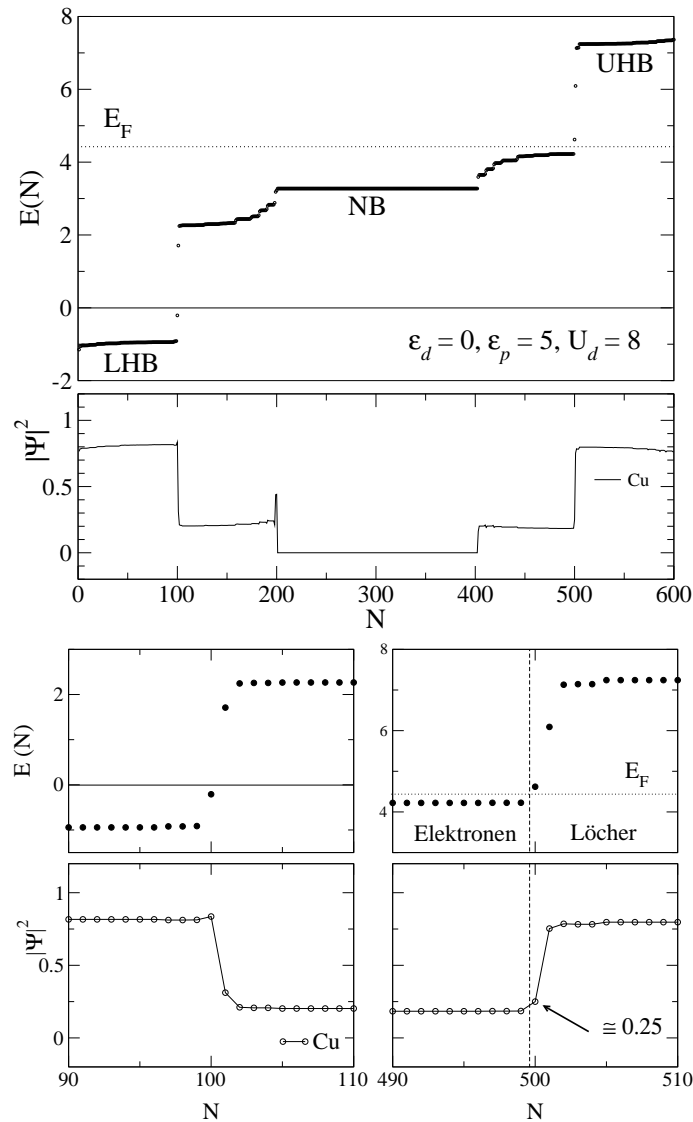 8
6
4
2
0
-2
E(N)
E_F
UHB
NB
LHB
ε_d = 0, ε_p = 5, U_d = 8
1
0.5
0
|Ψ|^2
Cu
0 100 200 300 400 500 600
N
2
0
E (N)
8
6
4
E_F
Elektronen
Löcher
1
0.5
0
|Ψ|^2
Cu
≅ 0.25
90 100 110
490 500 510
N
N